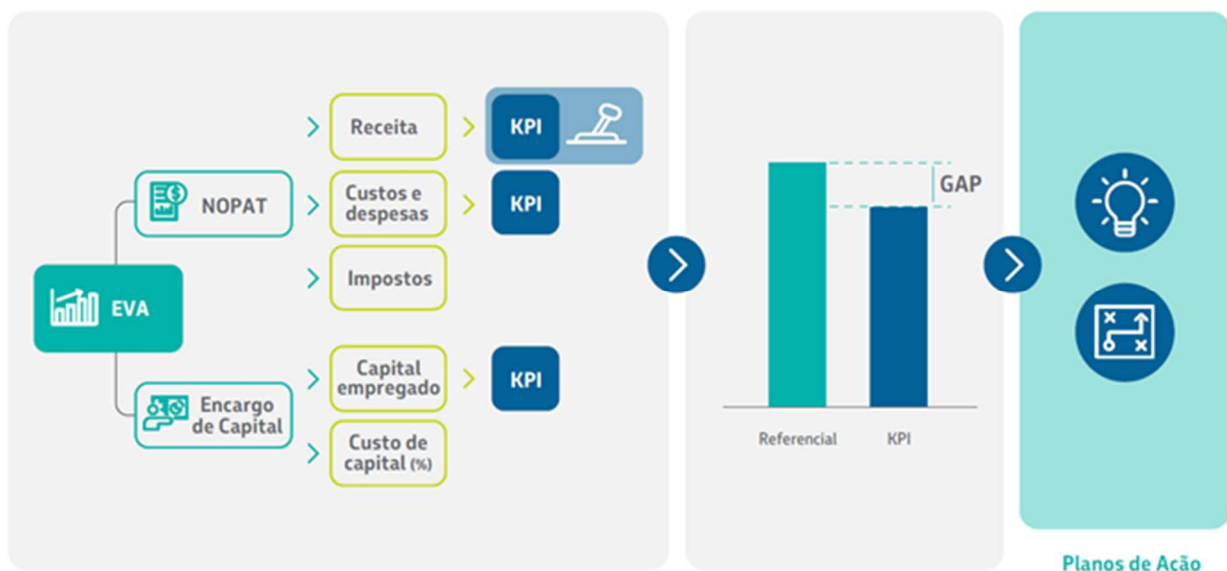 EVA
NOPAT
Encargo
de Capital
Receita
KPI
Custos e
despesas
KPI
Impostos
Capital
empregado
KPI
Custo de
capital (%)
GAP
Referencial
KPI
Planos de Ação